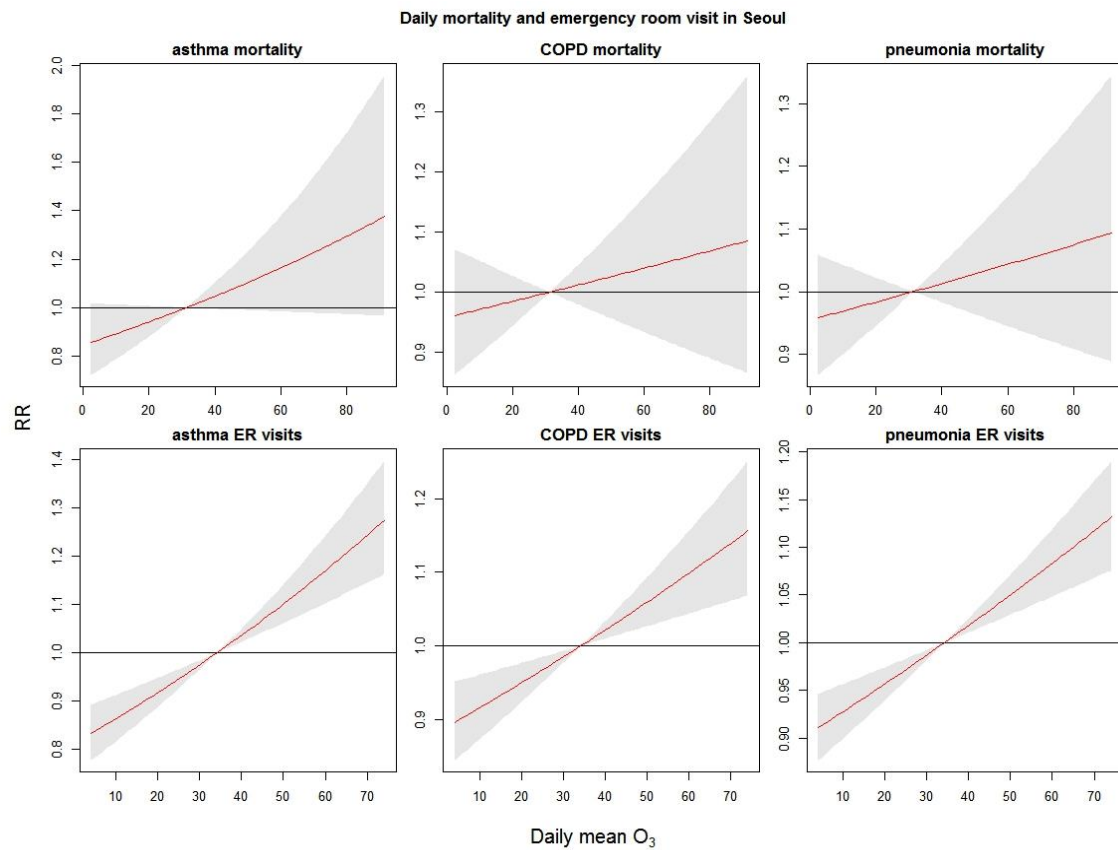 Daily mortality and emergency room visit in Seoul
asthma mortality
COPD mortality
pneumonia mortality
2.0
1.8
1.6
1.4
1.2
1.0
0.8
0 20 40 60 80
1.3
1.2
1.1
1.0
0.9
0 20 40 60 80
1.3
1.2
1.1
1.0
0.9
0 20 40 60 80
RR
asthma ER visits
COPD ER visits
pneumonia ER visits
1.4
1.3
1.2
1.1
1.0
0.9
0.8
10 20 30 40 50 60 70
1.2
1.1
1.0
0.9
10 20 30 40 50 60 70
1.20
1.15
1.10
1.05
1.00
0.95
0.90
10 20 30 40 50 60 70
Daily mean O₃